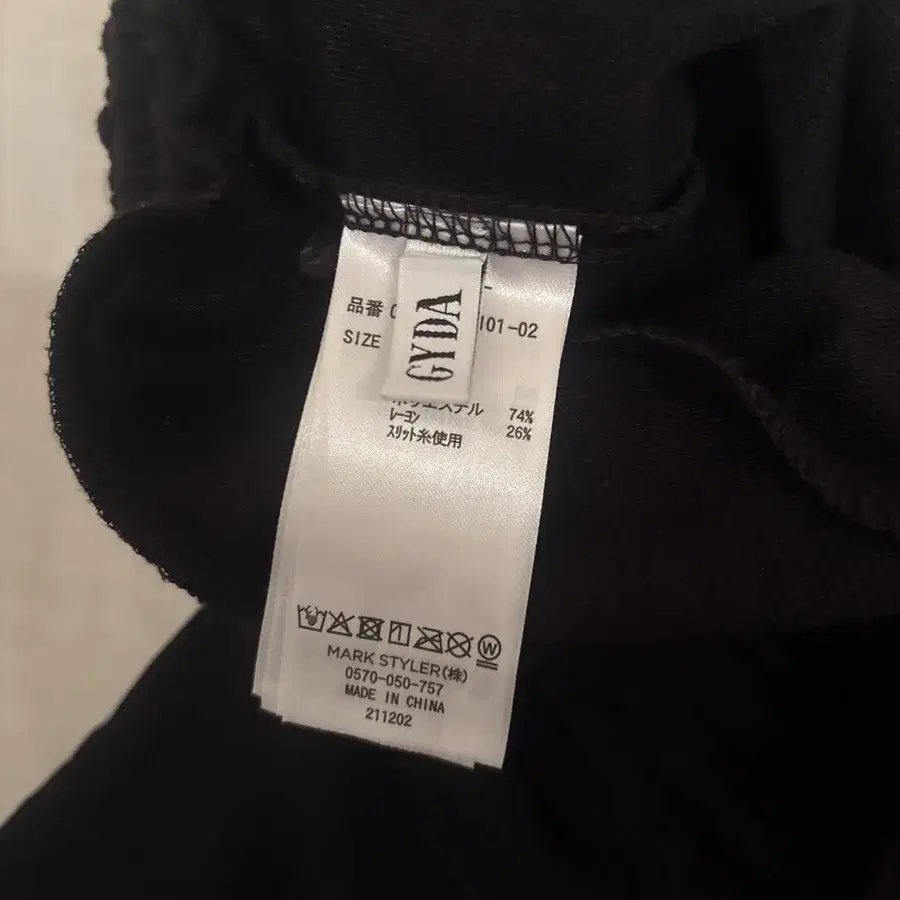 品番 101-02
SIZE
GYDA
ポリエステル 74%
レーヨン 26%
スリット糸使用
W
MARK STYLER(株)
0570-050-757
MADE IN CHINA
211202